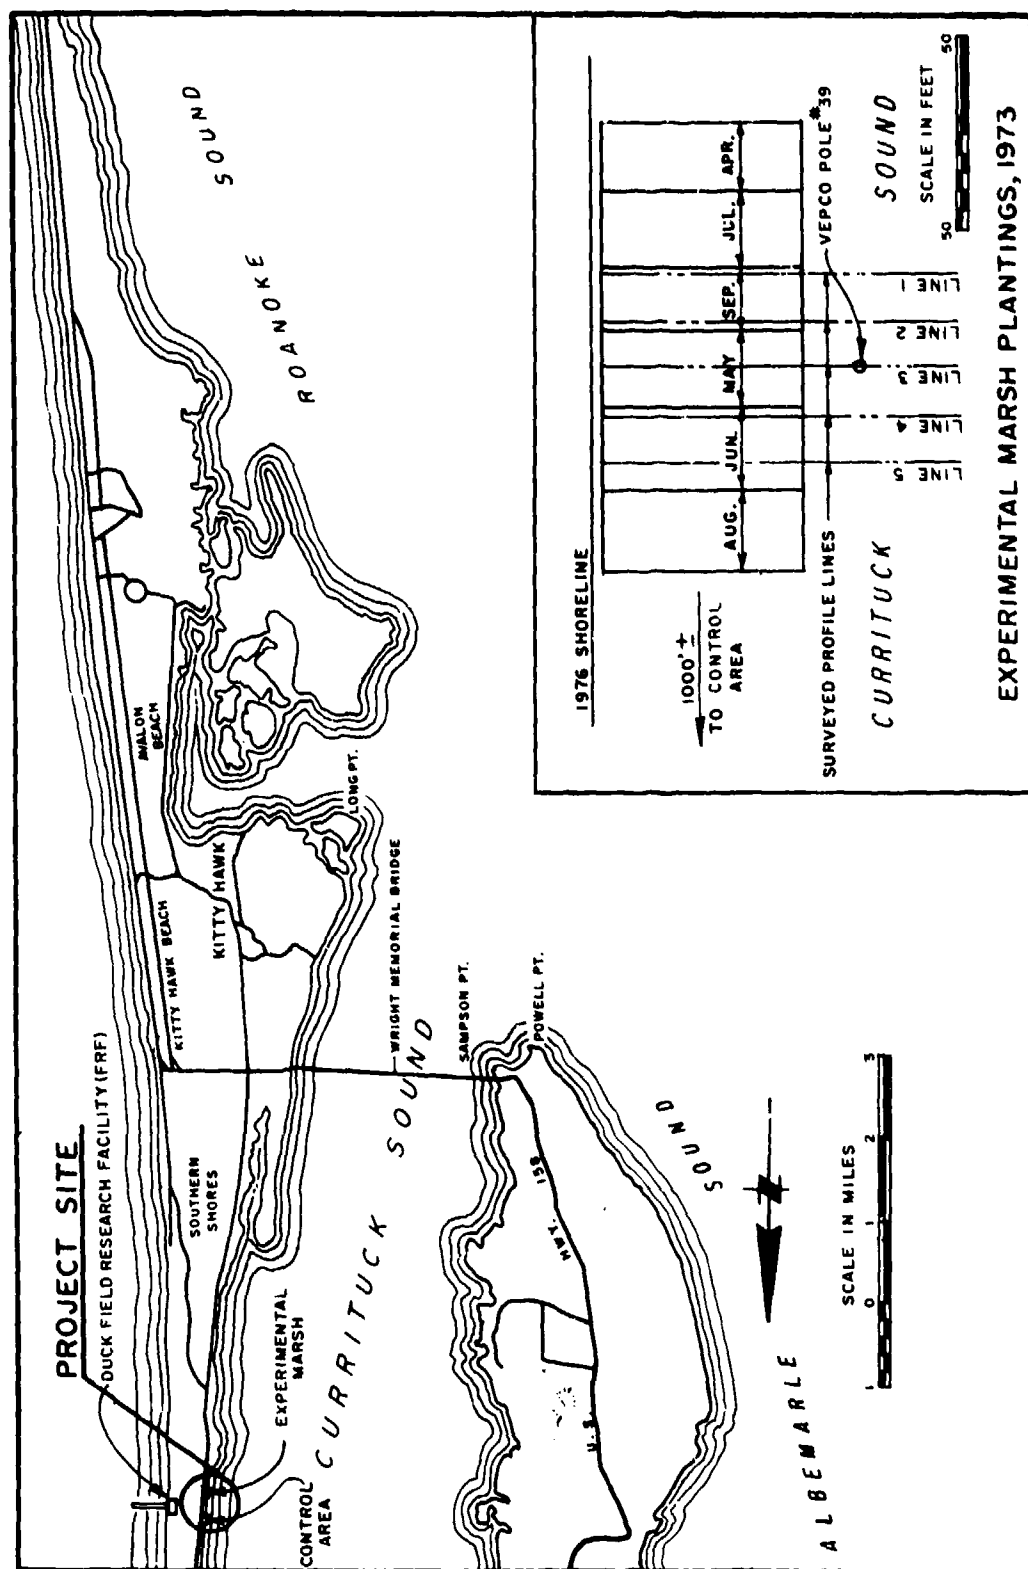 PROJECT SITE
DUCK FIELD RESEARCH FACILITY (FRF)
SOUTHERN
SHORES
EXPERIMENTAL
MARSH
CONTROL
AREA
CURRITUCK SOUND
KITTY HAWK BEACH
KITTY HAWK
AVALON
BEACH
LONG PT.
WRIGHT MEMORIAL BRIDGE
SAMPSON PT.
POWELL PT.
ROANOKE SOUND
U.S. HWY. 158
ALBEMARLE SOUND
SCALE IN MILES
1 0 1 2 3
1976 SHORELINE
1000' ±
TO CONTROL
AREA
AUG. JUN. MAY SEP. JUL. APR.
SURVEYED PROFILE LINES
VEPCO POLE #39
LINE 5
LINE 4
LINE 3
LINE 2
LINE 1
CURRITUCK SOUND
SCALE IN FEET
50 50
EXPERIMENTAL MARSH PLANTINGS, 1973